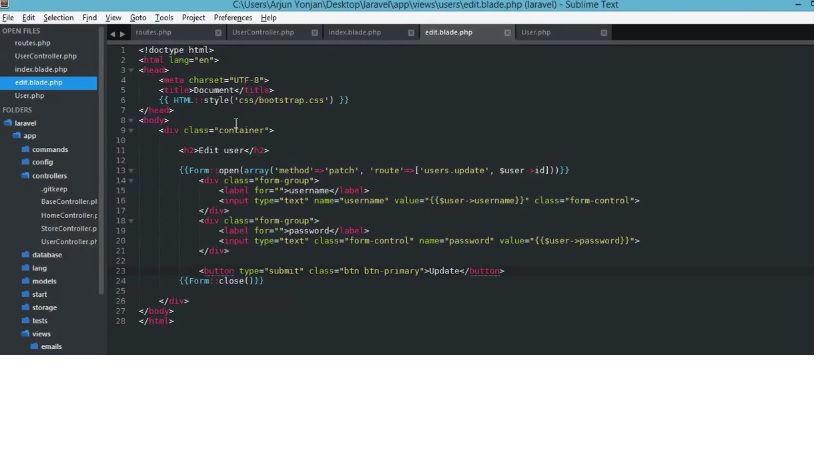 C:\Users\Arjun Yonjan\Desktop\laravel\app\views\users\edit.blade.php (laravel) - Sublime Text
File Edit Selection Find View Goto Tools Project Preferences Help
OPEN FILES
routes.php
UserController.php
index.blade.php
edit.blade.php
User.php
FOLDERS
laravel
app
commands
config
controllers
.gitkeep
BaseController.ph
HomeController.p
StoreController.p
UserController.ph
database
lang
models
start
storage
tests
views
emails
routes.php UserController.php index.blade.php edit.blade.php User.php
1 <!doctype html>
2 <html lang="en">
3 <head>
4 <meta charset="UTF-8">
5 <title>Document</title>
6 {{ HTML::style('css/bootstrap.css') }}
7 </head>
8 <body>
9 <div class="container">
10
11 <h2>Edit user</h2>
12
13 {{Form::open(array('method'=>'patch', 'route'=>['users.update', $user->id]))}}
14 <div class="form-group">
15 <label for="">username</label>
16 <input type="text" name="username" value="{{$user->username}}" class="form-control">
17 </div>
18 <div class="form-group">
19 <label for="">password</label>
20 <input type="text" class="form-control" name="password" value="{{$user->password}}">
21 </div>
22
23 <button type="submit" class="btn btn-primary">Update</button>
24 {{Form::close()}}
25
26 </div>
27 </body>
28 </html>